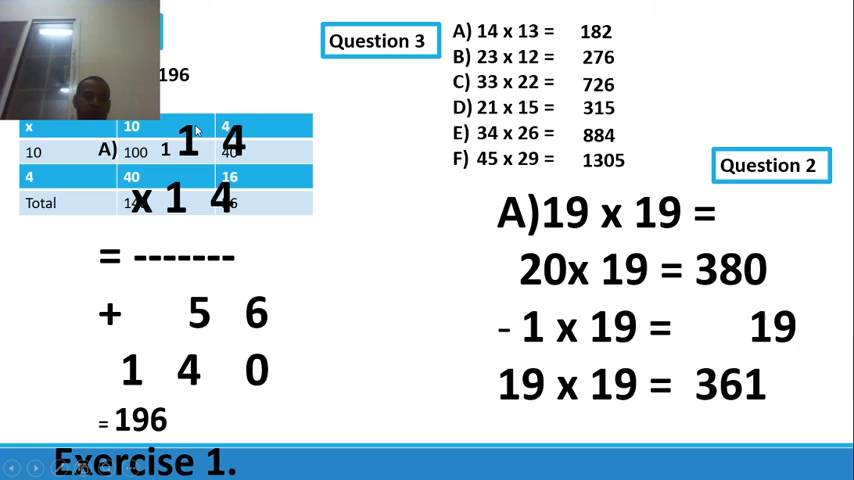 196
x 10 4
10 100 40
4 40 16
Total
A) 1 1 4
x 1 4
= -------
+ 5 6
1 4 0
= 196
Exercise 1.
Question 3
A) 14 x 13 = 182
B) 23 x 12 = 276
C) 33 x 22 = 726
D) 21 x 15 = 315
E) 34 x 26 = 884
F) 45 x 29 = 1305
Question 2
A)19 x 19 =
20x 19 = 380
- 1 x 19 = 19
19 x 19 = 361